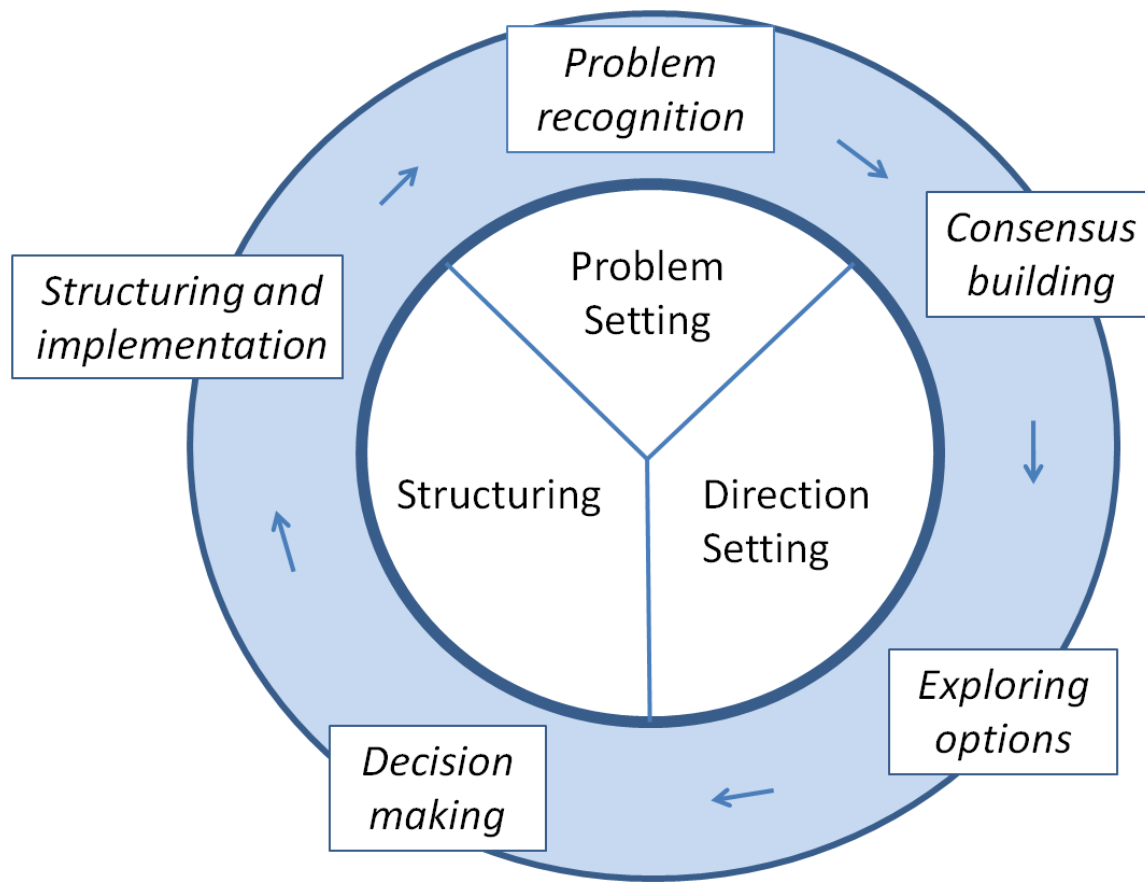 Problem
recognition
Consensus
building
Exploring
options
Decision
making
Structuring and
implementation
Problem
Setting
Direction
Setting
Structuring